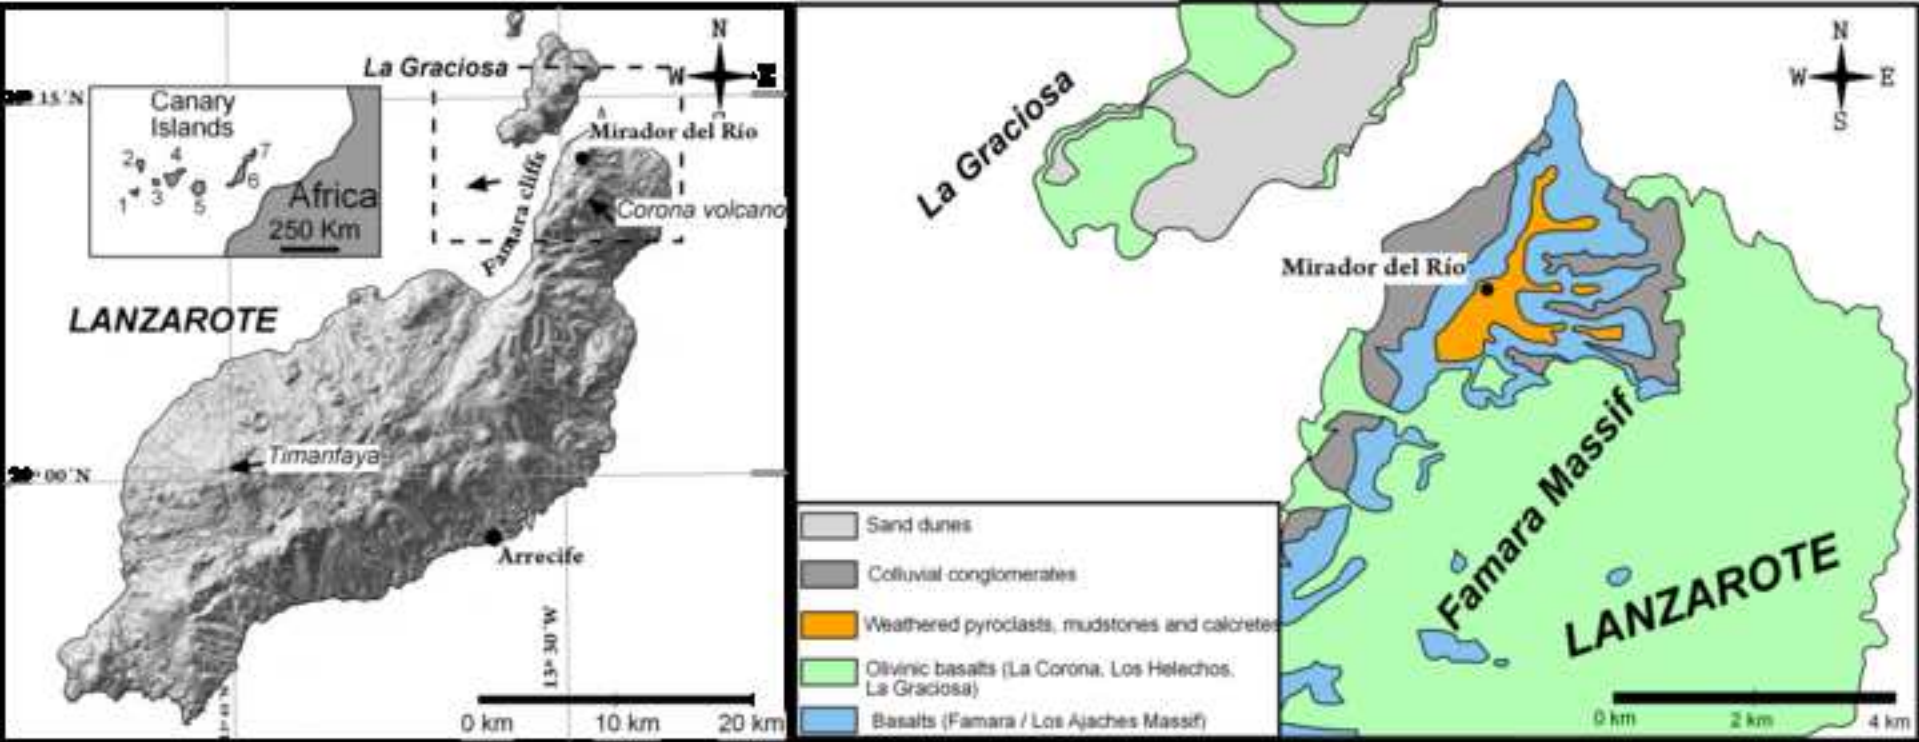 N
W
La Graciosa
15´N
Canary
Islands
Mirador del Río
2
4
7
6
1
3
5
Africa
250 Km
Famara cliffs
Corona volcano
LANZAROTE
Timanfaya
00´N
Arrecife
13º 30´W
0 km 10 km 20 km
N
W E
S
La Graciosa
Mirador del Río
Famara Massif
LANZAROTE
Sand dunes
Colluvial conglomerates
Weathered pyroclasts, mudstones and calcretes
Olivinic basalts (La Corona, Los Helechos,
La Graciosa)
Basalts (Famara / Los Ajaches Massif)
0 km 2 km 4 km